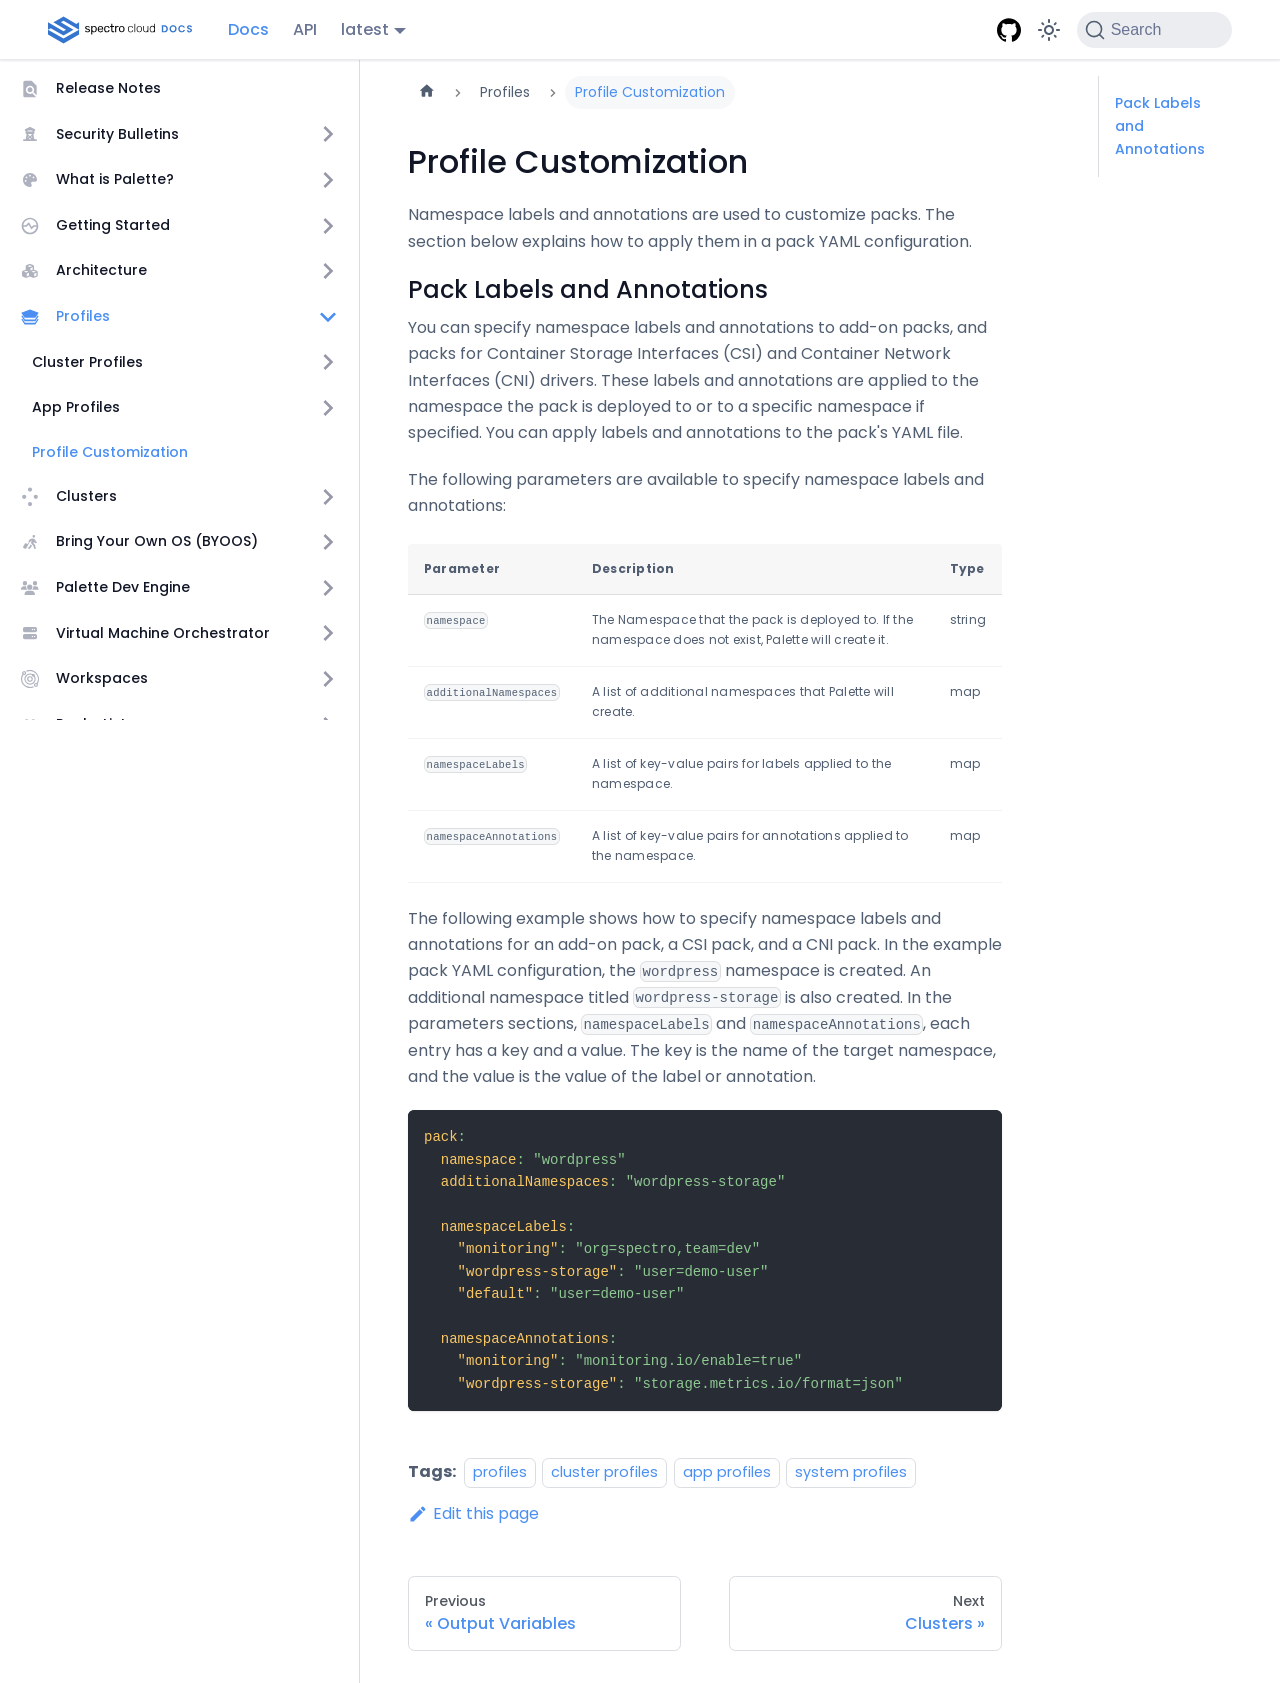 spectro cloud DOCS
Docs
API
latest
Search
Release Notes
Security Bulletins
What is Palette?
Getting Started
Architecture
Profiles
Cluster Profiles
App Profiles
Profile Customization
Clusters
Bring Your Own OS (BYOOS)
Palette Dev Engine
Virtual Machine Orchestrator
Workspaces
Profiles
Profile Customization
Profile Customization
Namespace labels and annotations are used to customize packs. The
section below explains how to apply them in a pack YAML configuration.
Pack Labels and Annotations
You can specify namespace labels and annotations to add-on packs, and
packs for Container Storage Interfaces (CSI) and Container Network
Interfaces (CNI) drivers. These labels and annotations are applied to the
namespace the pack is deployed to or to a specific namespace if
specified. You can apply labels and annotations to the pack's YAML file.
The following parameters are available to specify namespace labels and
annotations:
Parameter Description Type
namespace The Namespace that the pack is deployed to. If the string
namespace does not exist, Palette will create it.
additionalNamespaces A list of additional namespaces that Palette will map
create.
namespaceLabels A list of key-value pairs for labels applied to the map
namespace.
namespaceAnnotations A list of key-value pairs for annotations applied to map
the namespace.
The following example shows how to specify namespace labels and
annotations for an add-on pack, a CSI pack, and a CNI pack. In the example
pack YAML configuration, the wordpress namespace is created. An
additional namespace titled wordpress-storage is also created. In the
parameters sections, namespaceLabels and namespaceAnnotations, each
entry has a key and a value. The key is the name of the target namespace,
and the value is the value of the label or annotation.
pack:
namespace: "wordpress"
additionalNamespaces: "wordpress-storage"
namespaceLabels:
"monitoring": "org=spectro,team=dev"
"wordpress-storage": "user=demo-user"
"default": "user=demo-user"
namespaceAnnotations:
"monitoring": "monitoring.io/enable=true"
"wordpress-storage": "storage.metrics.io/format=json"
Tags: profiles cluster profiles app profiles system profiles
Edit this page
Previous
« Output Variables
Next
Clusters »
Pack Labels
and
Annotations